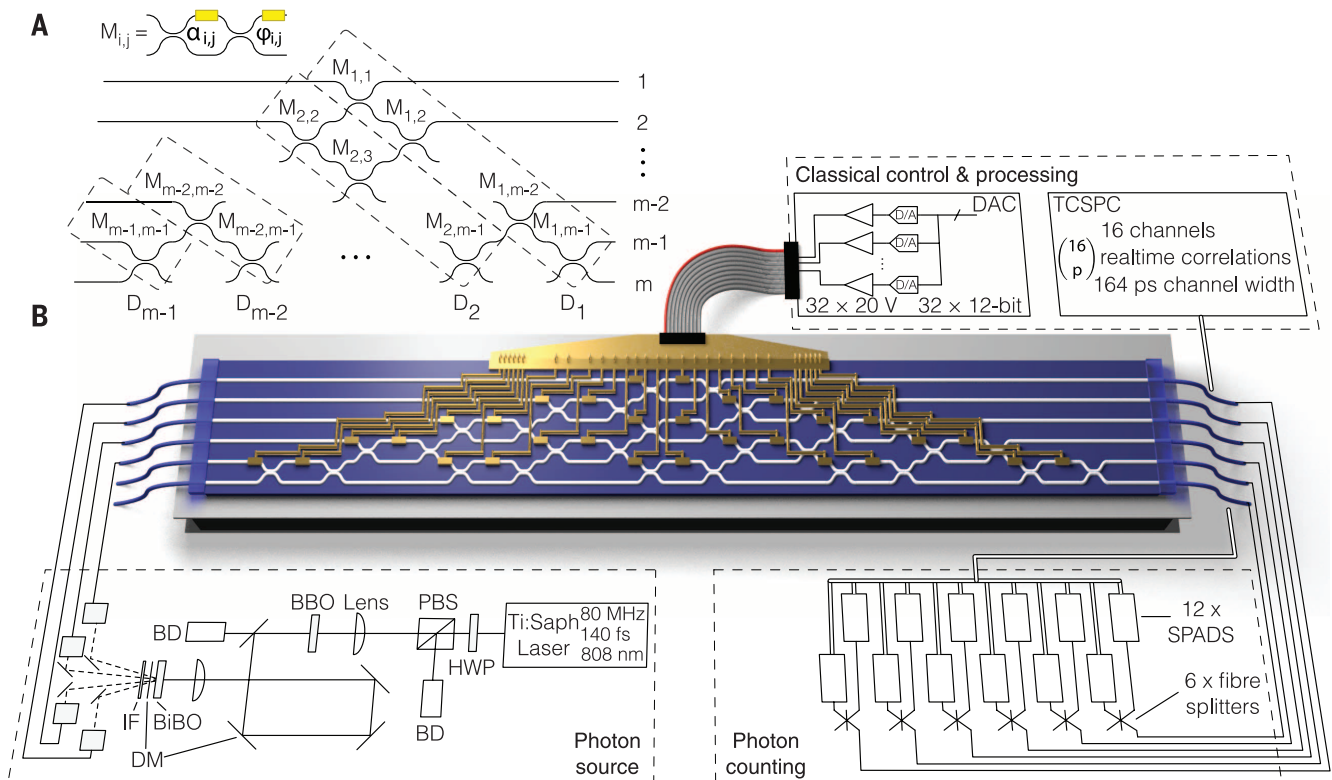 A
M_{i,j} =
α_{i,j}
φ_{i,j}
M_{1,1}
1
M_{2,2}
M_{1,2}
2
M_{2,3}
⋮
M_{m-2,m-2}
M_{1,m-2}
m-2
M_{m-1,m-1}
M_{m-2,m-1}
M_{2,m-1}
M_{1,m-1}
m-1
...
m
D_{m-1}
D_{m-2}
D_2
D_1
Classical control & processing
DAC
D/A
D/A
⋮
D/A
32 × 20 V
32 × 12-bit
TCSPC
16 channels
(16 p) realtime correlations
164 ps channel width
B
BBO
Lens
PBS
BD
HWP
Ti:Saph
Laser
80 MHz
140 fs
808 nm
BD
IF
BiBO
DM
Photon
source
Photon
counting
12 x
SPADS
6 x fibre
splitters